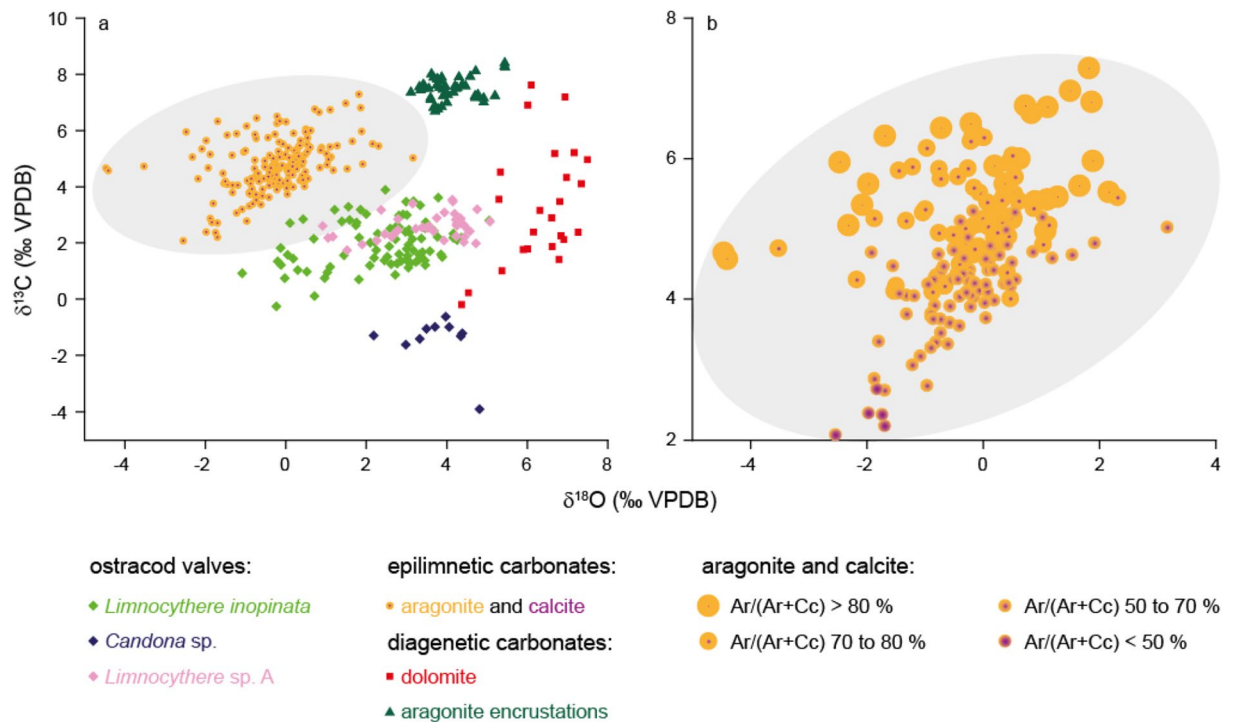 a
b
10
8
6
4
2
0
-2
-4
δ13C (‰ VPDB)
-4 -2 0 2 4 6 8
8
6
4
2
-4 -2 0 2 4
δ18O (‰ VPDB)
ostracod valves:
Limnocythere inopinata
Candona sp.
Limnocythere sp. A
epilimnetic carbonates:
aragonite and calcite
diagenetic carbonates:
dolomite
aragonite encrustations
aragonite and calcite:
Ar/(Ar+Cc) > 80 %
Ar/(Ar+Cc) 70 to 80 %
Ar/(Ar+Cc) 50 to 70 %
Ar/(Ar+Cc) < 50 %